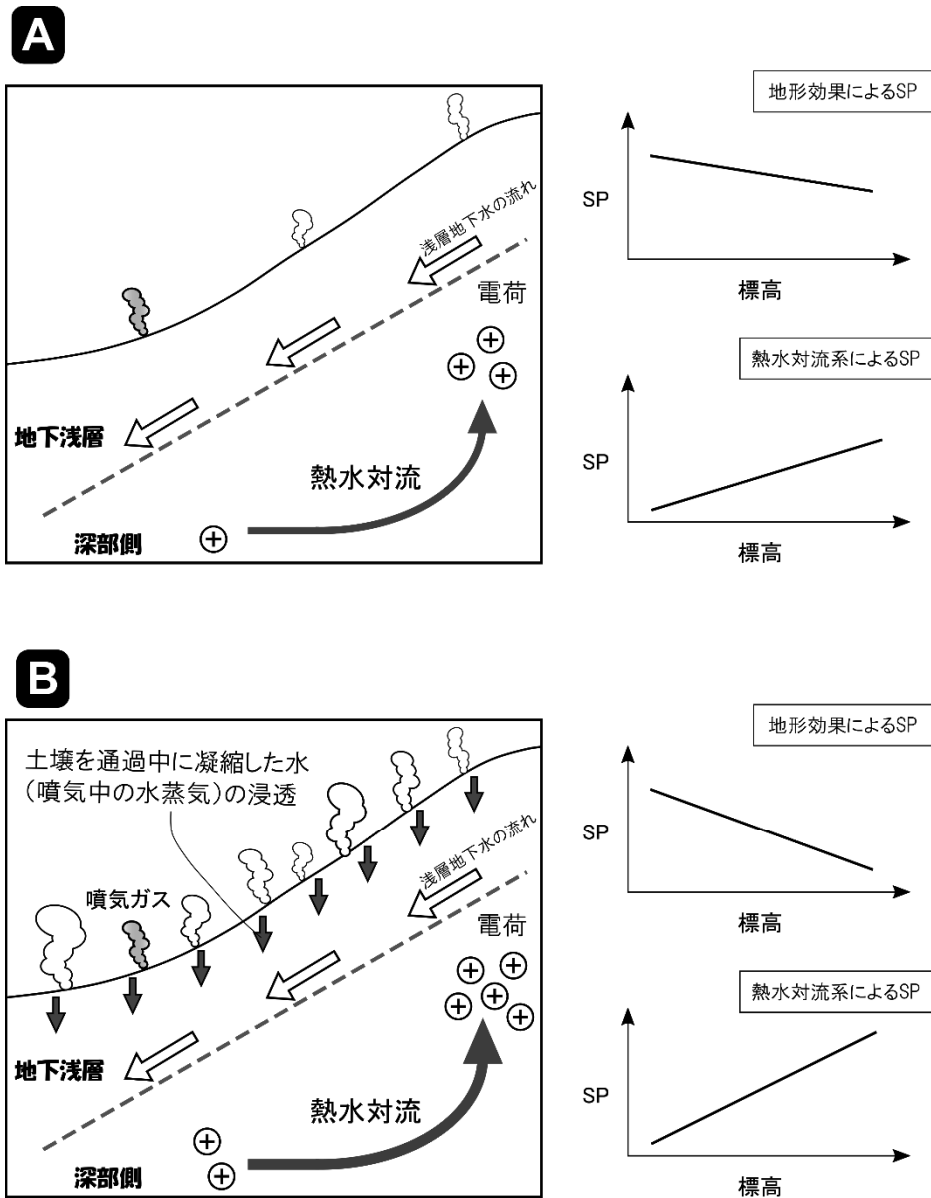 A
地形効果によるSP
SP
標高
浅層地下水の流れ
電荷
地下浅層
熱水対流
深部側
熱水対流系によるSP
SP
標高
B
土壌を通過中に凝縮した水
(噴気中の水蒸気)の浸透
噴気ガス
浅層地下水の流れ
電荷
地下浅層
熱水対流
深部側
地形効果によるSP
SP
標高
熱水対流系によるSP
SP
標高